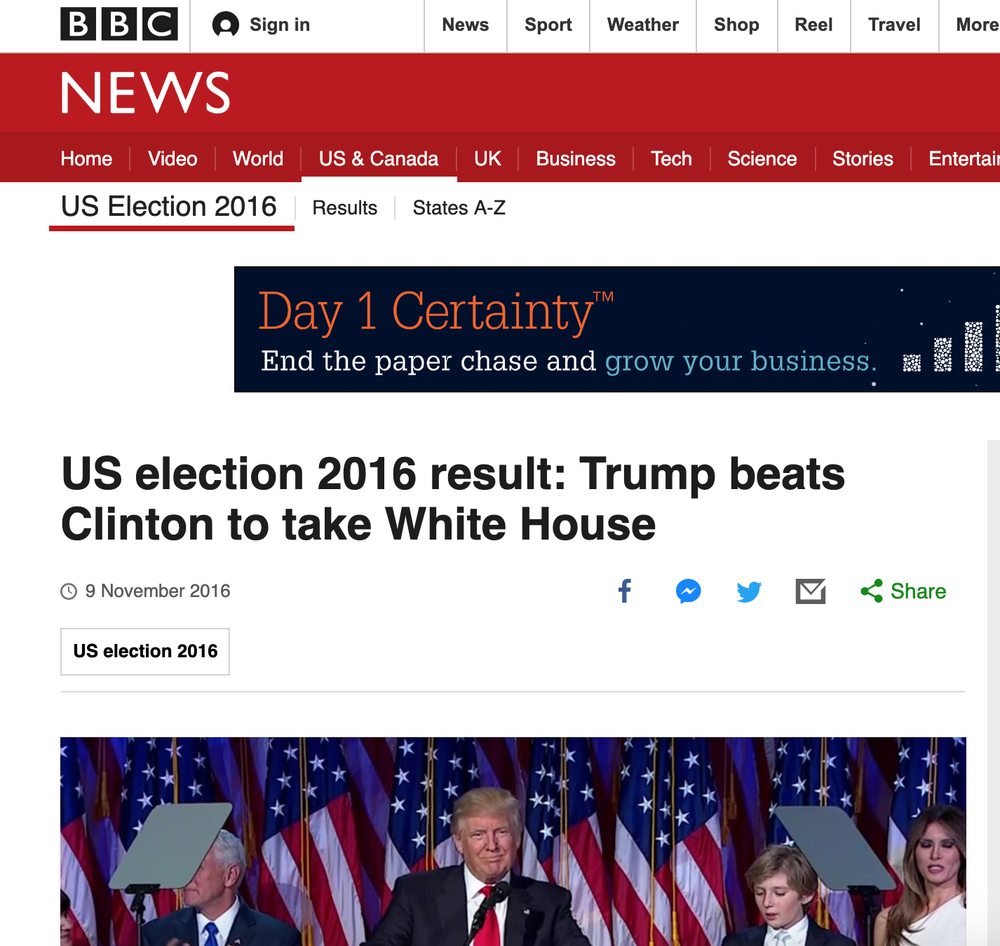 BBC
Sign in
News
Sport
Weather
Shop
Reel
Travel
More
NEWS
Home
Video
World
US & Canada
UK
Business
Tech
Science
Stories
Entertai
US Election 2016
Results
States A-Z
Day 1 Certainty™
End the paper chase and grow your business.
US election 2016 result: Trump beats
Clinton to take White House
9 November 2016
Share
US election 2016